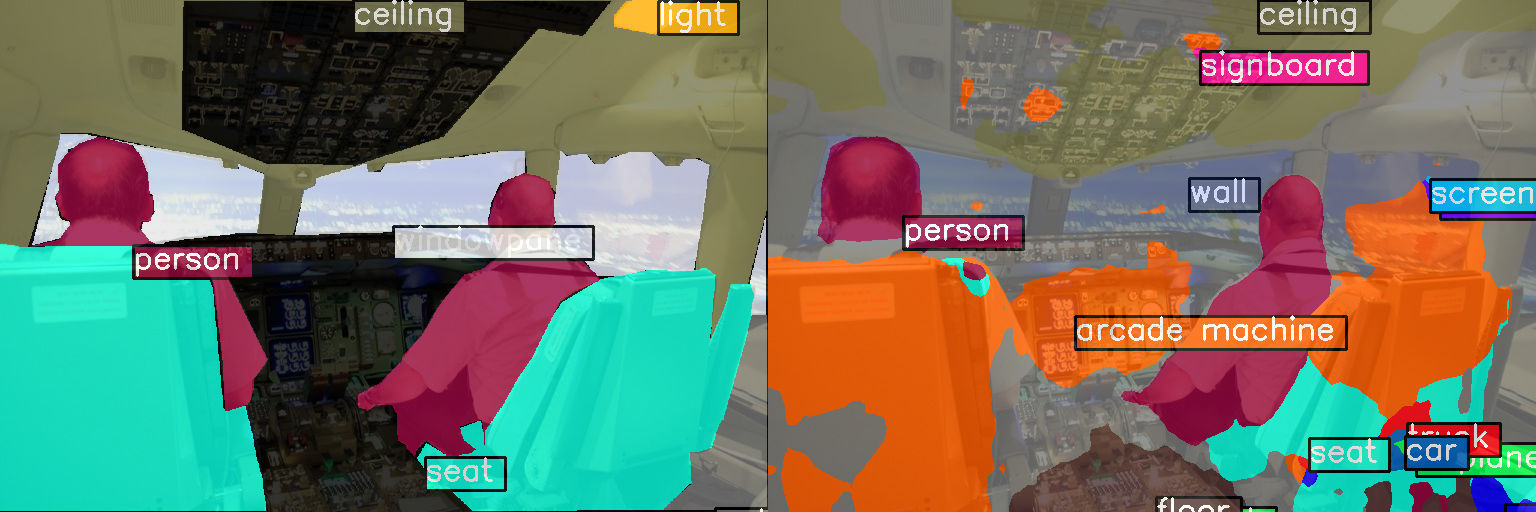 ceiling
light
person
windowpane
seat
ceiling
signboard
wall
screen
person
arcade machine
seat
car
truck
plane
floor